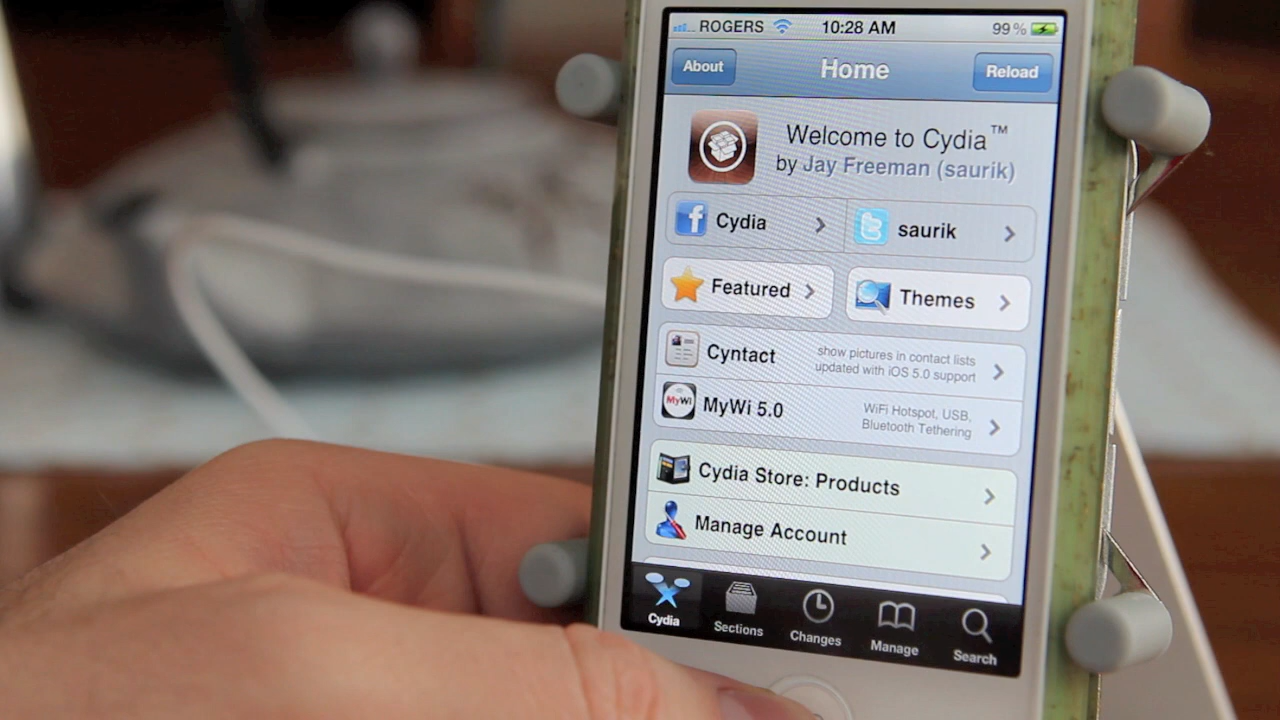 ROGERS 10:28 AM 99%
About Home Reload
Welcome to Cydia™
by Jay Freeman (saurik)
f Cydia saurik
Featured Themes
Cyntact show pictures in contact lists
updated with iOS 5.0 support
MyWi MyWi 5.0 WiFi Hotspot, USB,
Bluetooth Tethering
Cydia Store: Products
Manage Account
Cydia Sections Changes Manage Search